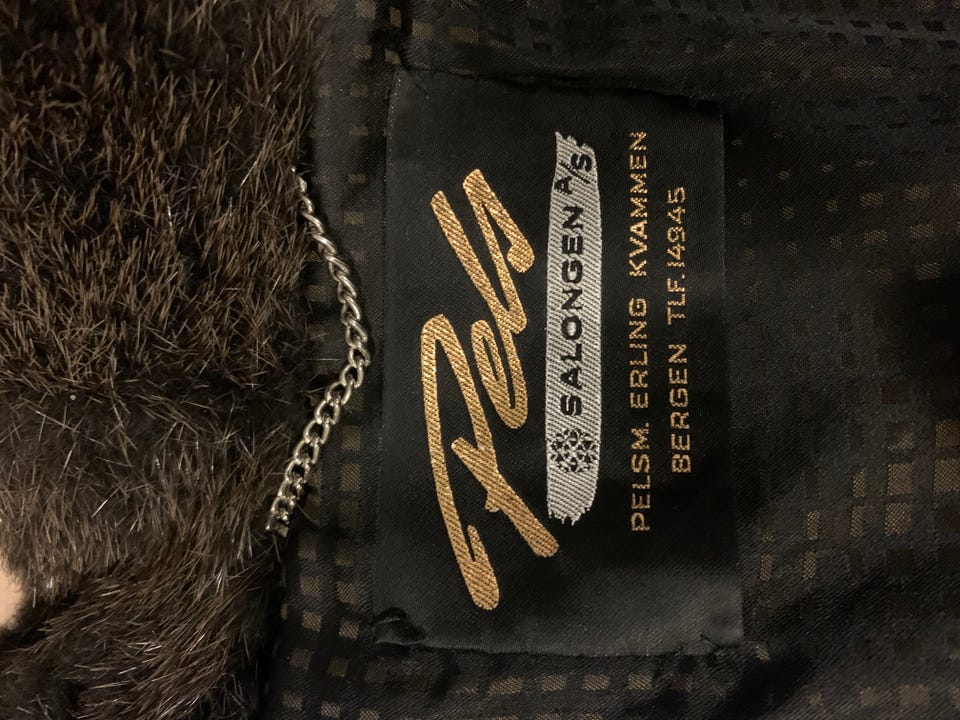 Pels
SALONGEN A/S
PELSM. ERLING KVAMMEN
BERGEN TLF. 14945